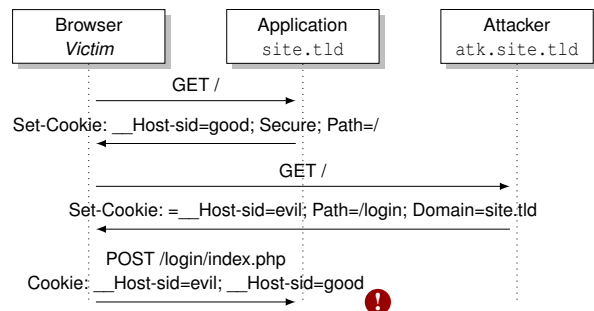 Browser
Victim
Application
site.tld
Attacker
atk.site.tld
GET /
Set-Cookie: __Host-sid=good; Secure; Path=/
GET /
Set-Cookie: =__Host-sid=evil; Path=/login; Domain=site.tld
POST /login/index.php
Cookie: __Host-sid=evil; __Host-sid=good
!